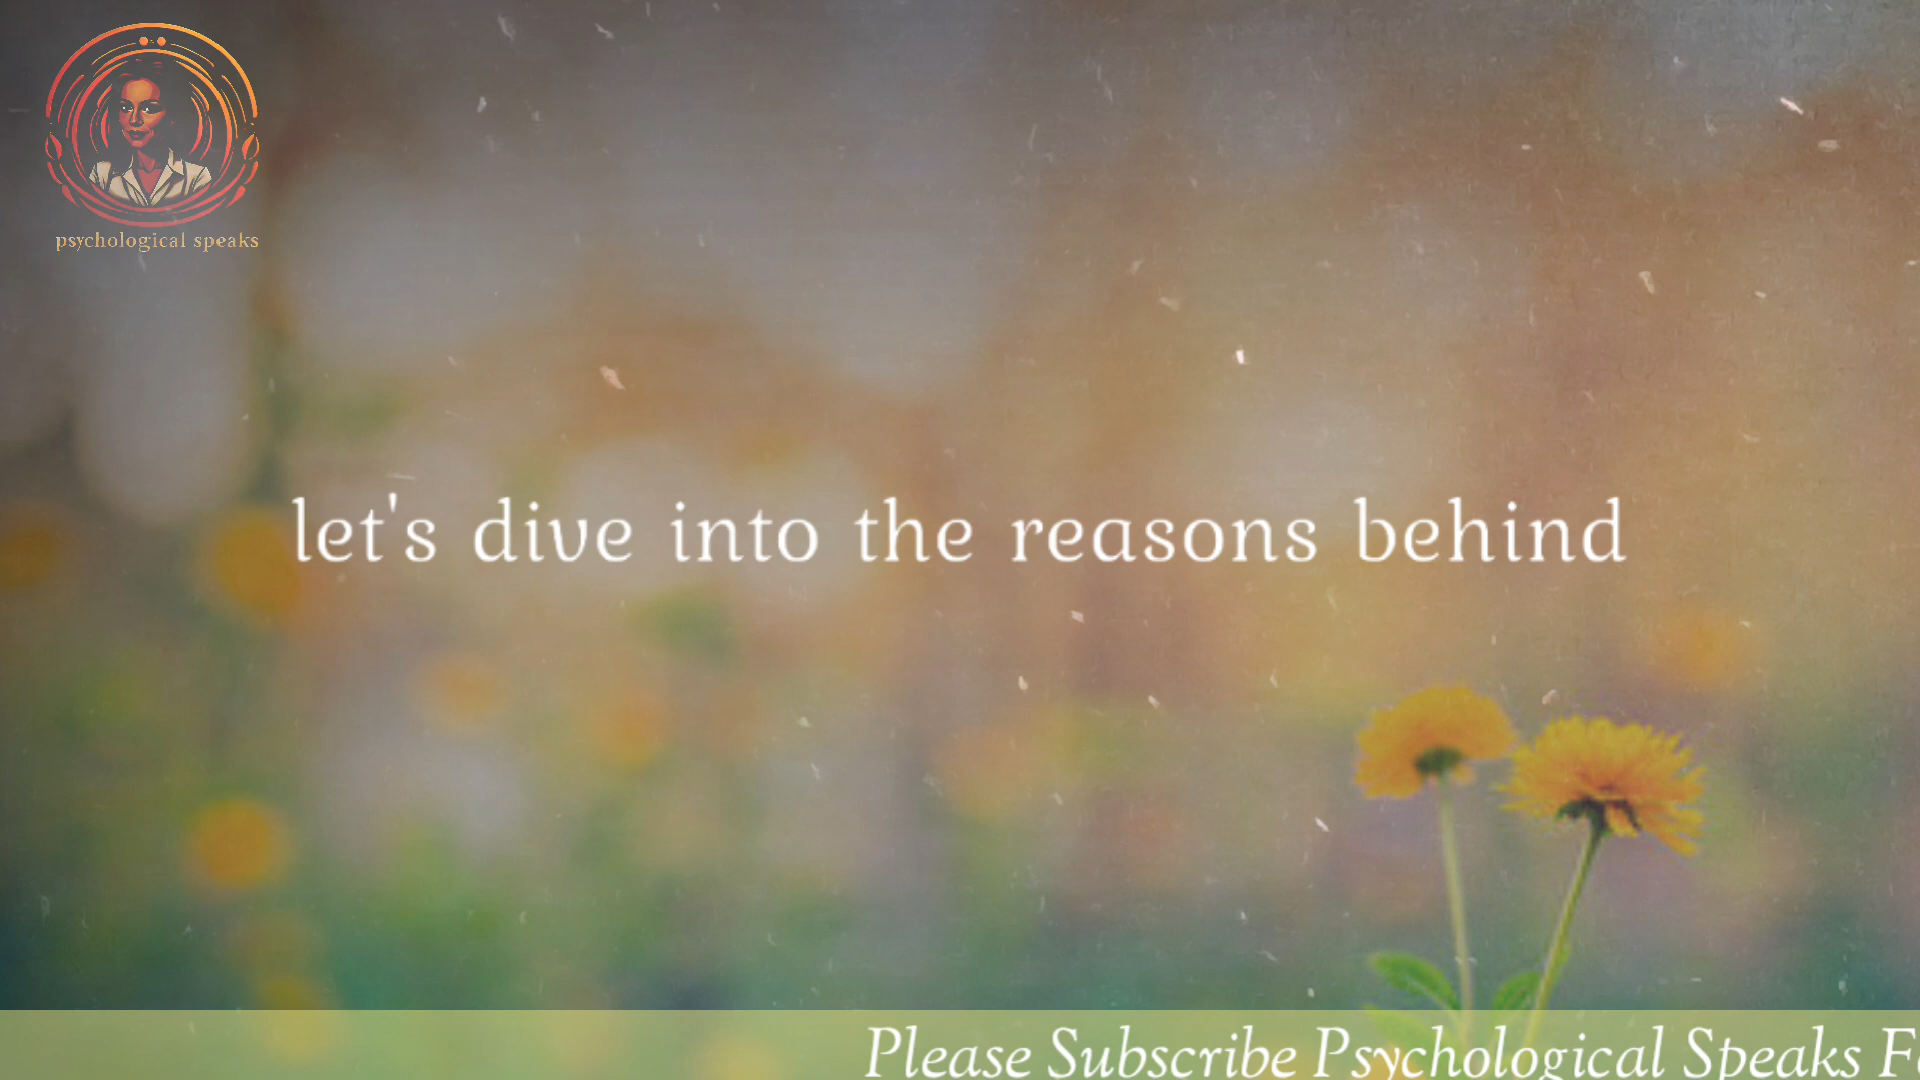 psychological speaks
let's dive into the reasons behind
Please Subscribe Psychological Speaks